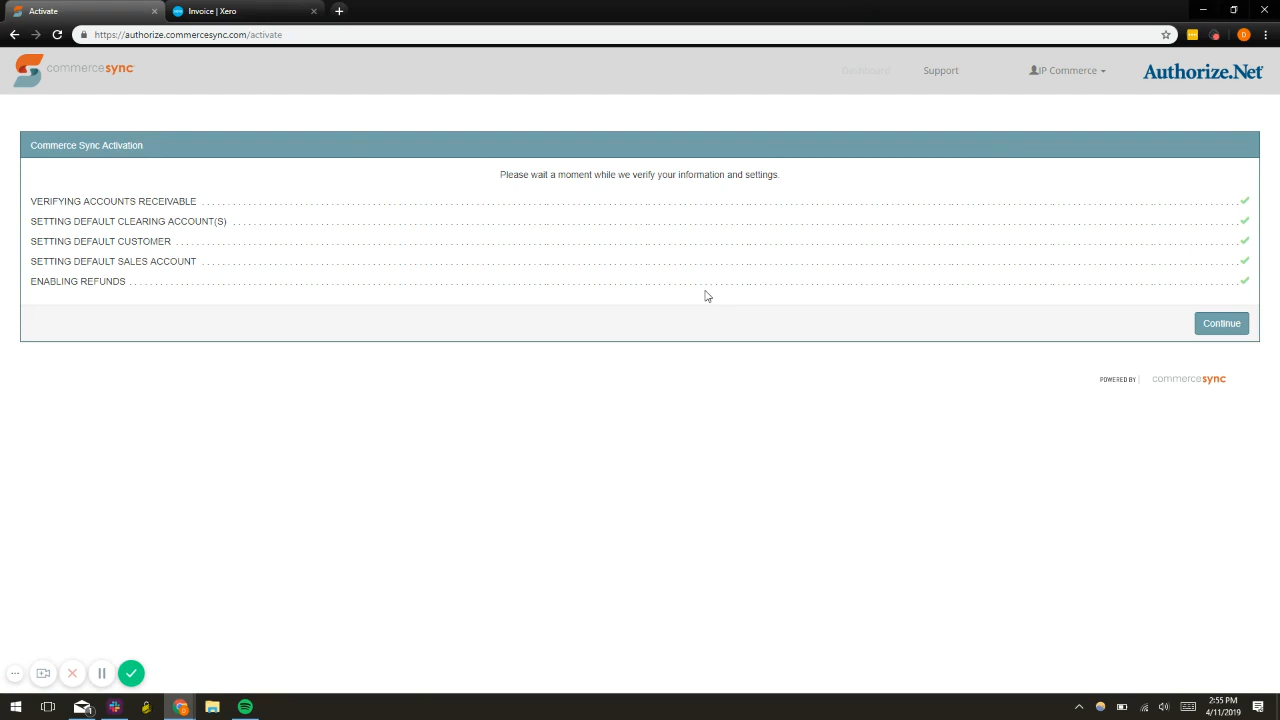 Activate
Invoice | Xero
https://authorize.commercesync.com/activate
commercesync
Dashboard
Support
IP Commerce
Authorize.Net
Commerce Sync Activation
Please wait a moment while we verify your information and settings.
VERIFYING ACCOUNTS RECEIVABLE
SETTING DEFAULT CLEARING ACCOUNT(S)
SETTING DEFAULT CUSTOMER
SETTING DEFAULT SALES ACCOUNT
ENABLING REFUNDS
Continue
POWERED BY | commercesync
2:55 PM
4/11/2019